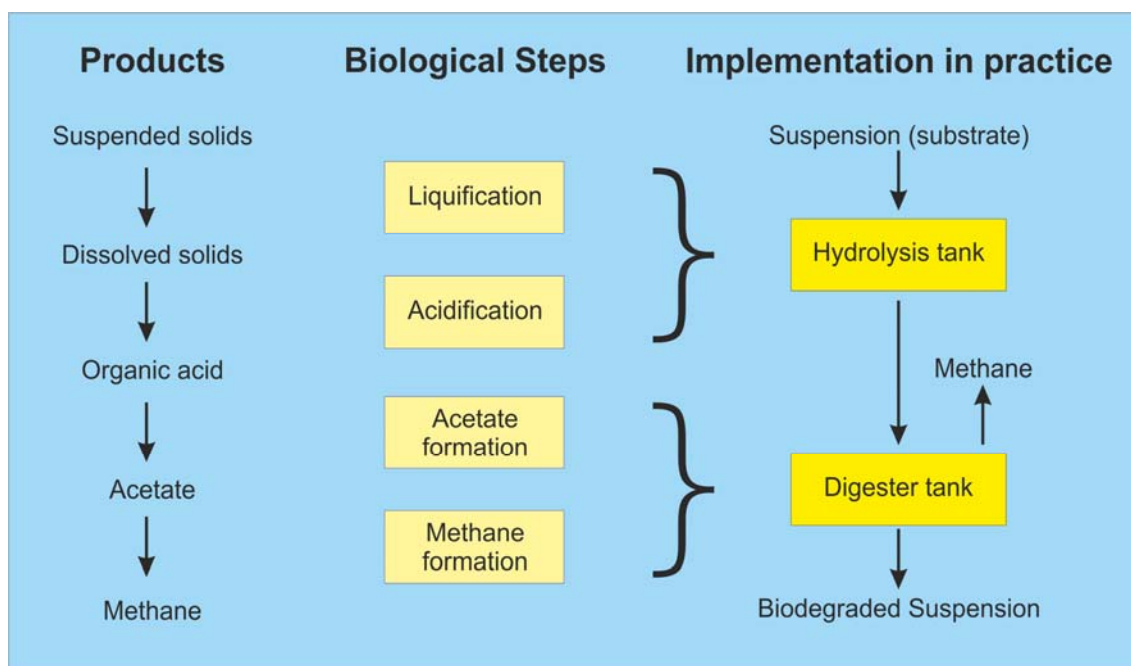 Products
Biological Steps
Implementation in practice
Suspended solids
Dissolved solids
Organic acid
Acetate
Methane
Liquification
Acidification
Acetate
formation
Methane
formation
Suspension (substrate)
Hydrolysis tank
Methane
Digester tank
Biodegraded Suspension